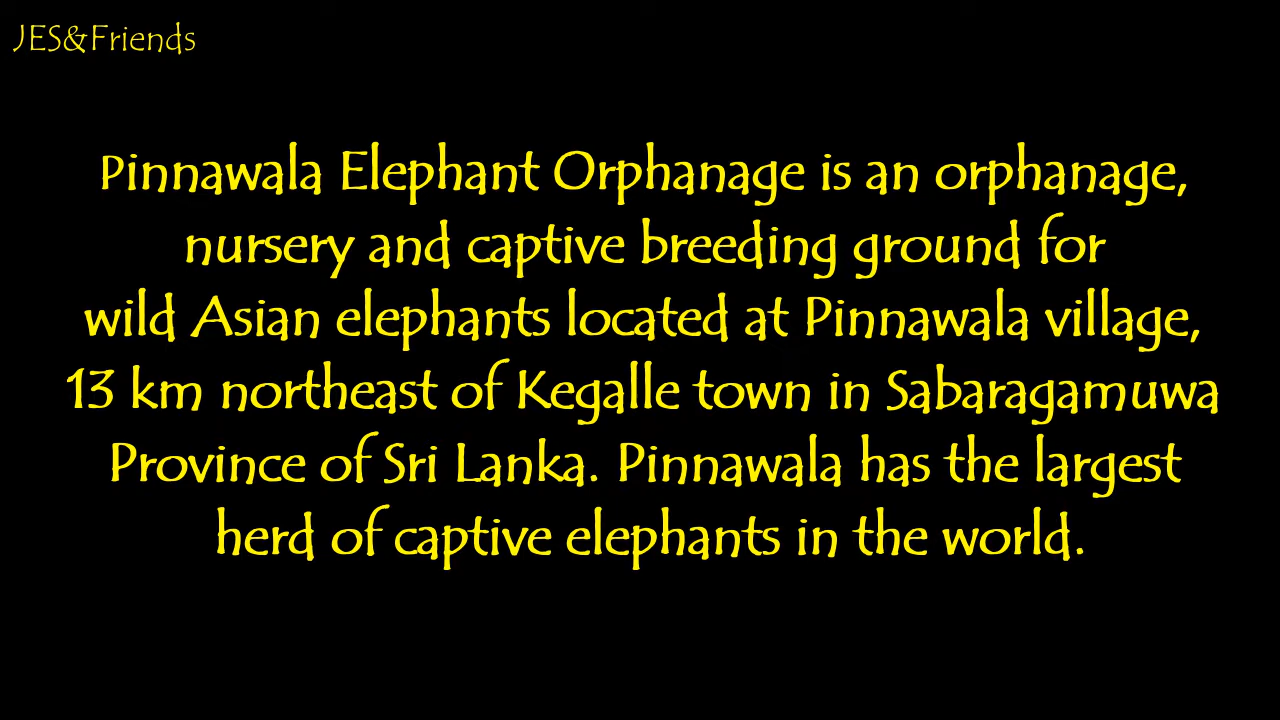 JES&Friends
Pinnawala Elephant Orphanage is an orphanage,
nursery and captive breeding ground for
wild Asian elephants located at Pinnawala village,
13 km northeast of Kegalle town in Sabaragamuwa
Province of Sri Lanka. Pinnawala has the largest
herd of captive elephants in the world.